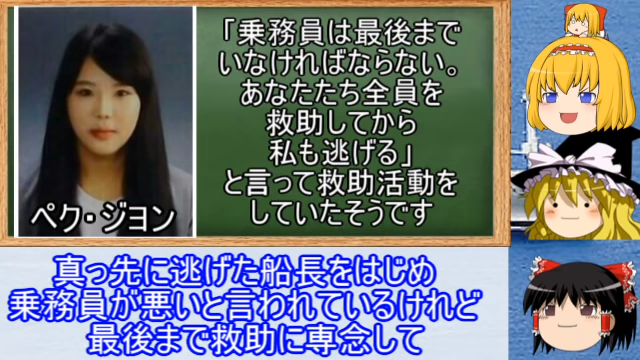 「乗務員は最後まで
いなければならない。
あなたたち全員を
救助してから
私も逃げる」
と言って救助活動を
していたそうです
ペク・ジヨン
真っ先に逃げた船長をはじめ
乗務員が悪いと言われているけれど
最後まで救助に専念して